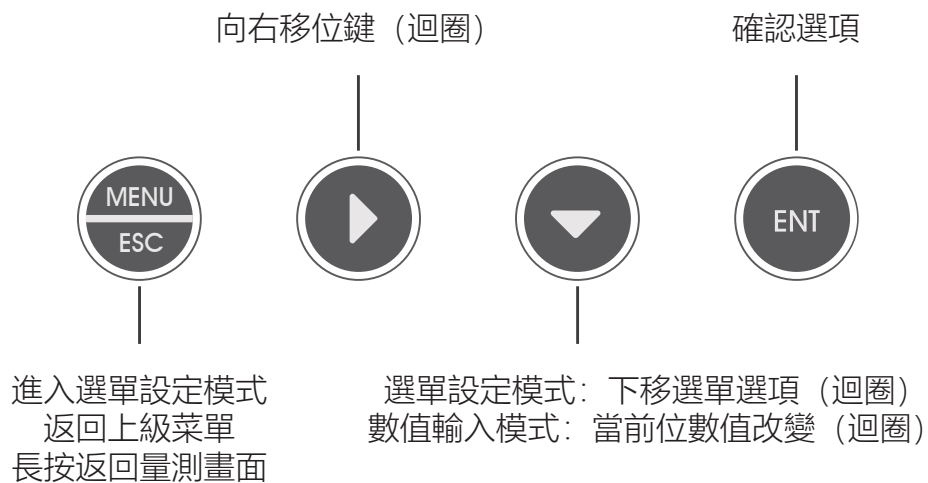 向右移位鍵（迴圈）
確認選項
MENU
ESC
ENT
進入選單設定模式
返回上級菜單
長按返回量測畫面
選單設定模式：下移選單選項（迴圈）
數值輸入模式：當前位數值改變（迴圈）